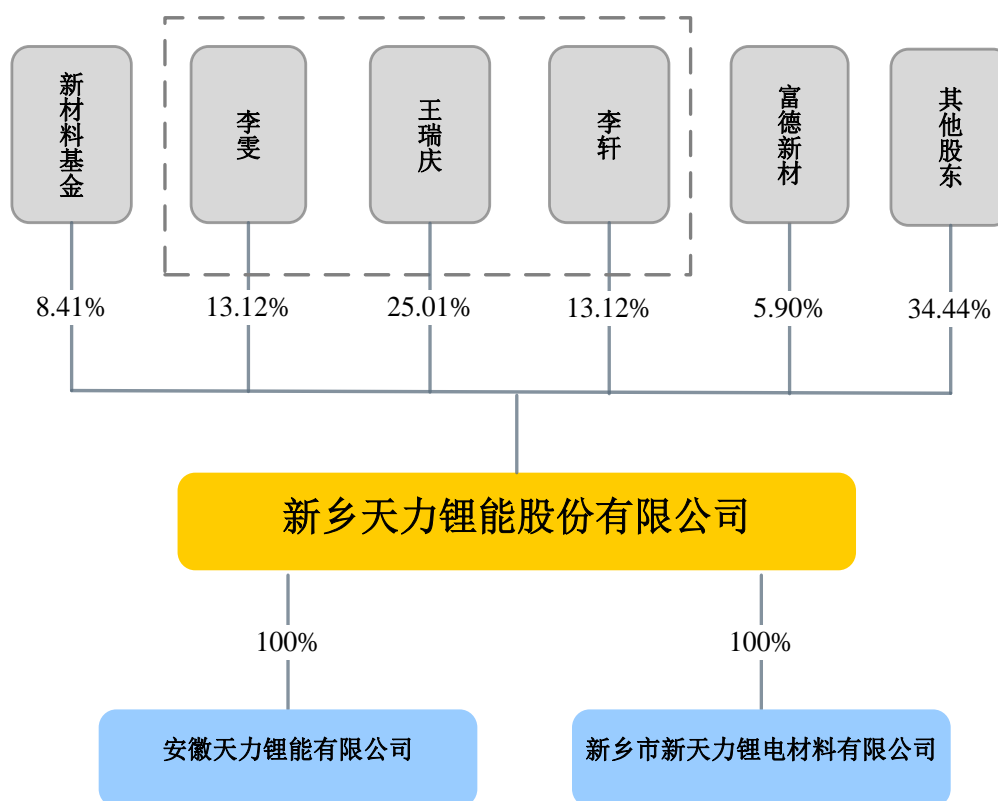 新材料基金
李雯
王瑞庆
李轩
富德新材
其他股东
8.41%
13.12%
25.01%
13.12%
5.90%
34.44%
新乡天力锂能股份有限公司
100%
100%
安徽天力锂能有限公司
新乡市新天力锂电材料有限公司